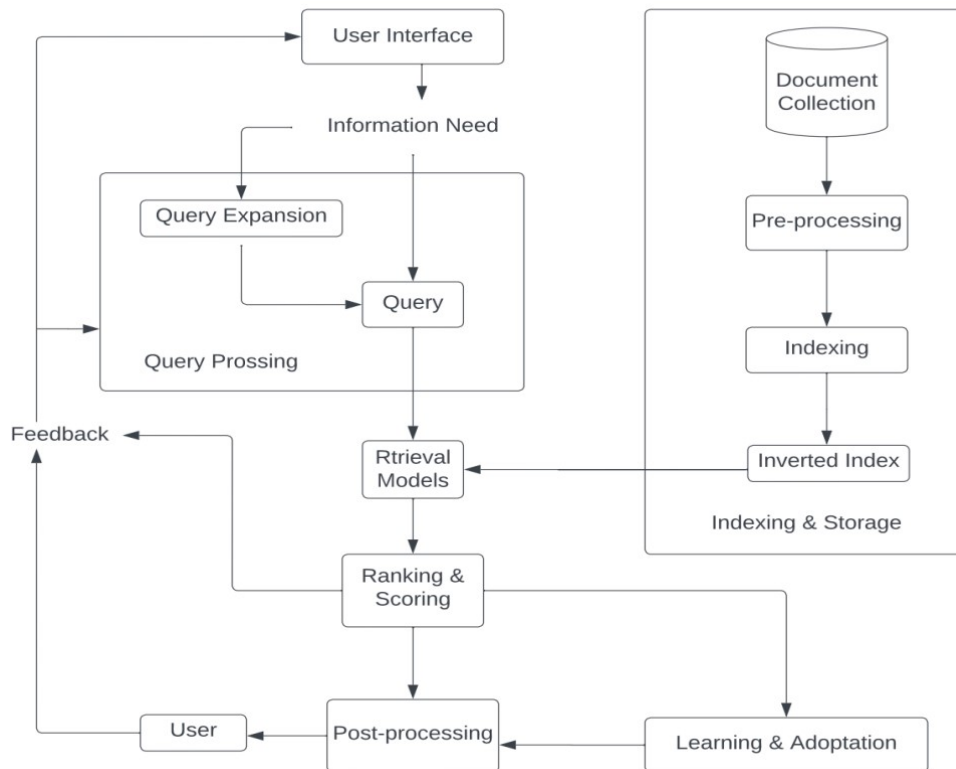 User Interface
Document
Collection
Information Need
Query Expansion
Pre-processing
Query
Indexing
Query Prossing
Feedback
Rtrieval
Models
Inverted Index
Indexing & Storage
Ranking &
Scoring
User
Post-processing
Learning & Adoptation